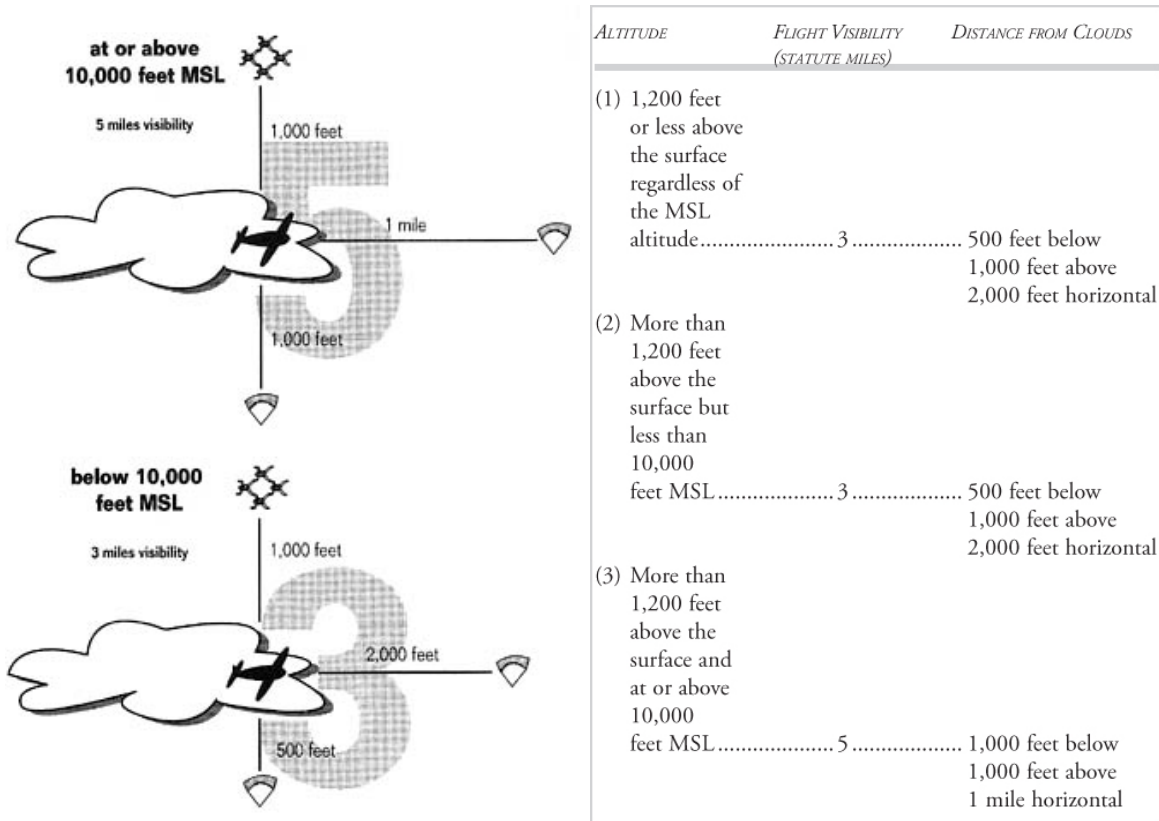 at or above
10,000 feet MSL
5 miles visibility
1,000 feet
1 mile
1,000 feet
below 10,000
feet MSL
3 miles visibility
1,000 feet
2,000 feet
500 feet
ALTITUDE FLIGHT VISIBILITY DISTANCE FROM CLOUDS
(STATUTE MILES)
(1) 1,200 feet
or less above
the surface
regardless of
the MSL
altitude....................... 3 ................... 500 feet below
1,000 feet above
2,000 feet horizontal
(2) More than
1,200 feet
above the
surface but
less than
10,000
feet MSL.................... 3 ................... 500 feet below
1,000 feet above
2,000 feet horizontal
(3) More than
1,200 feet
above the
surface and
at or above
10,000
feet MSL.................... 5 ................... 1,000 feet below
1,000 feet above
1 mile horizontal
5
3